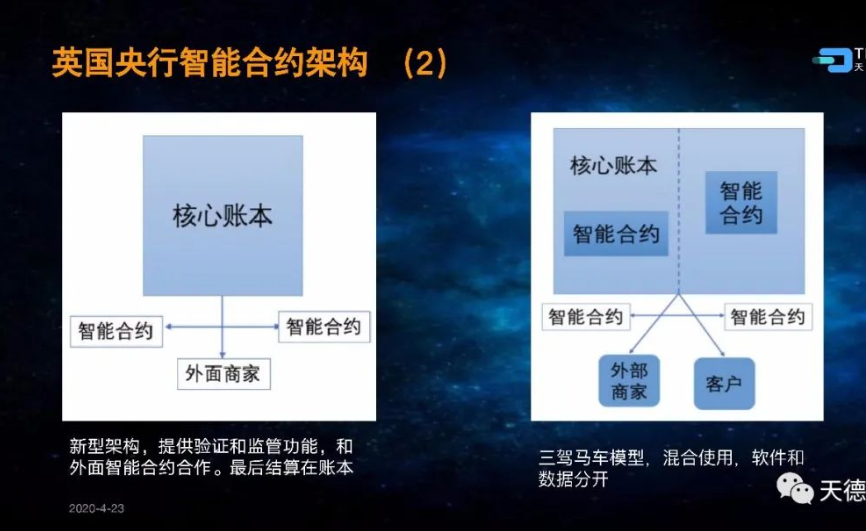 英国央行智能合约架构 （2）
核心账本
智能合约
智能合约
外面商家
新型架构，提供验证和监管功能，和
外面智能合约合作。最后结算在账本
核心账本
智能合约
智能
合约
智能合约
智能合约
外部
商家
客户
三驾马车模型，混合使用，软件和
数据分开
2020-4-23
天德